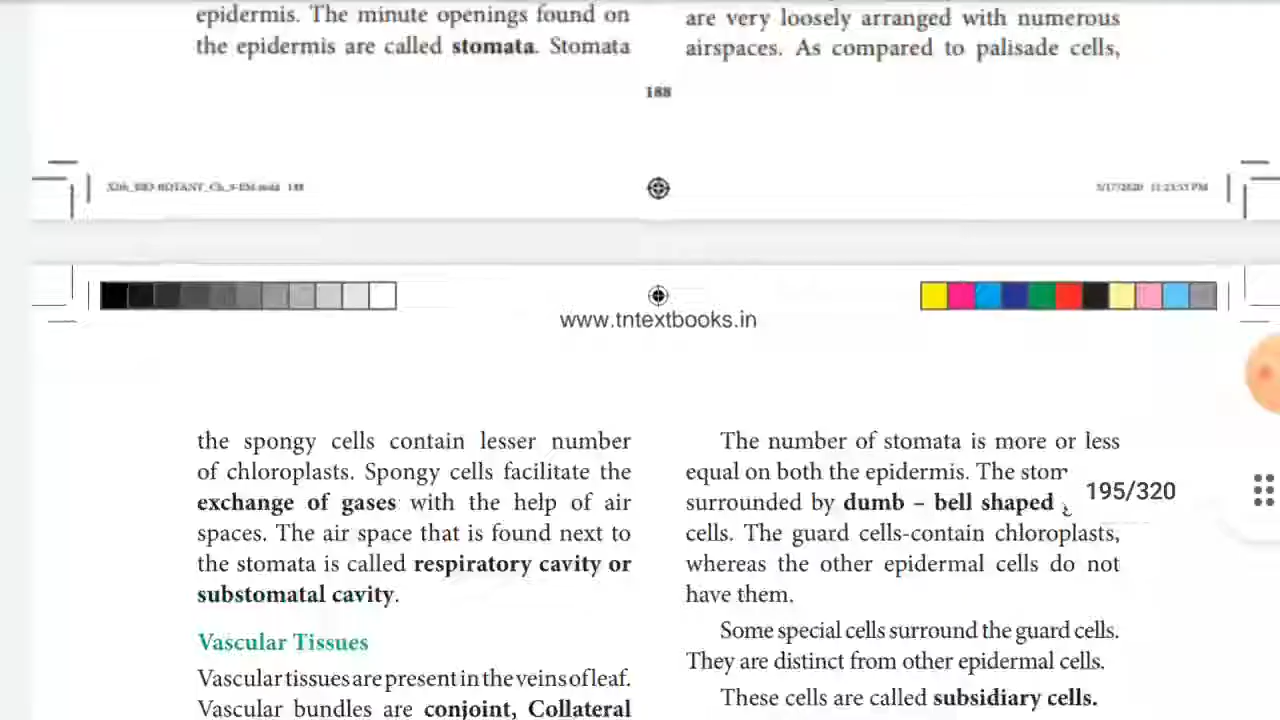 epidermis. The minute openings found on
the epidermis are called stomata. Stomata
are very loosely arranged with numerous
airspaces. As compared to palisade cells,
188
www.tntextbooks.in
the spongy cells contain lesser number
of chloroplasts. Spongy cells facilitate the
exchange of gases with the help of air
spaces. The air space that is found next to
the stomata is called respiratory cavity or
substomatal cavity.
Vascular Tissues
Vascular tissues are present in the veins of leaf.
Vascular bundles are conjoint, Collateral
The number of stomata is more or less
equal on both the epidermis. The
surrounded by dumb – bell shaped
cells. The guard cells-contain chloroplasts,
whereas the other epidermal cells do not
have them.
Some special cells surround the guard cells.
They are distinct from other epidermal cells.
These cells are called subsidiary cells.
195/320